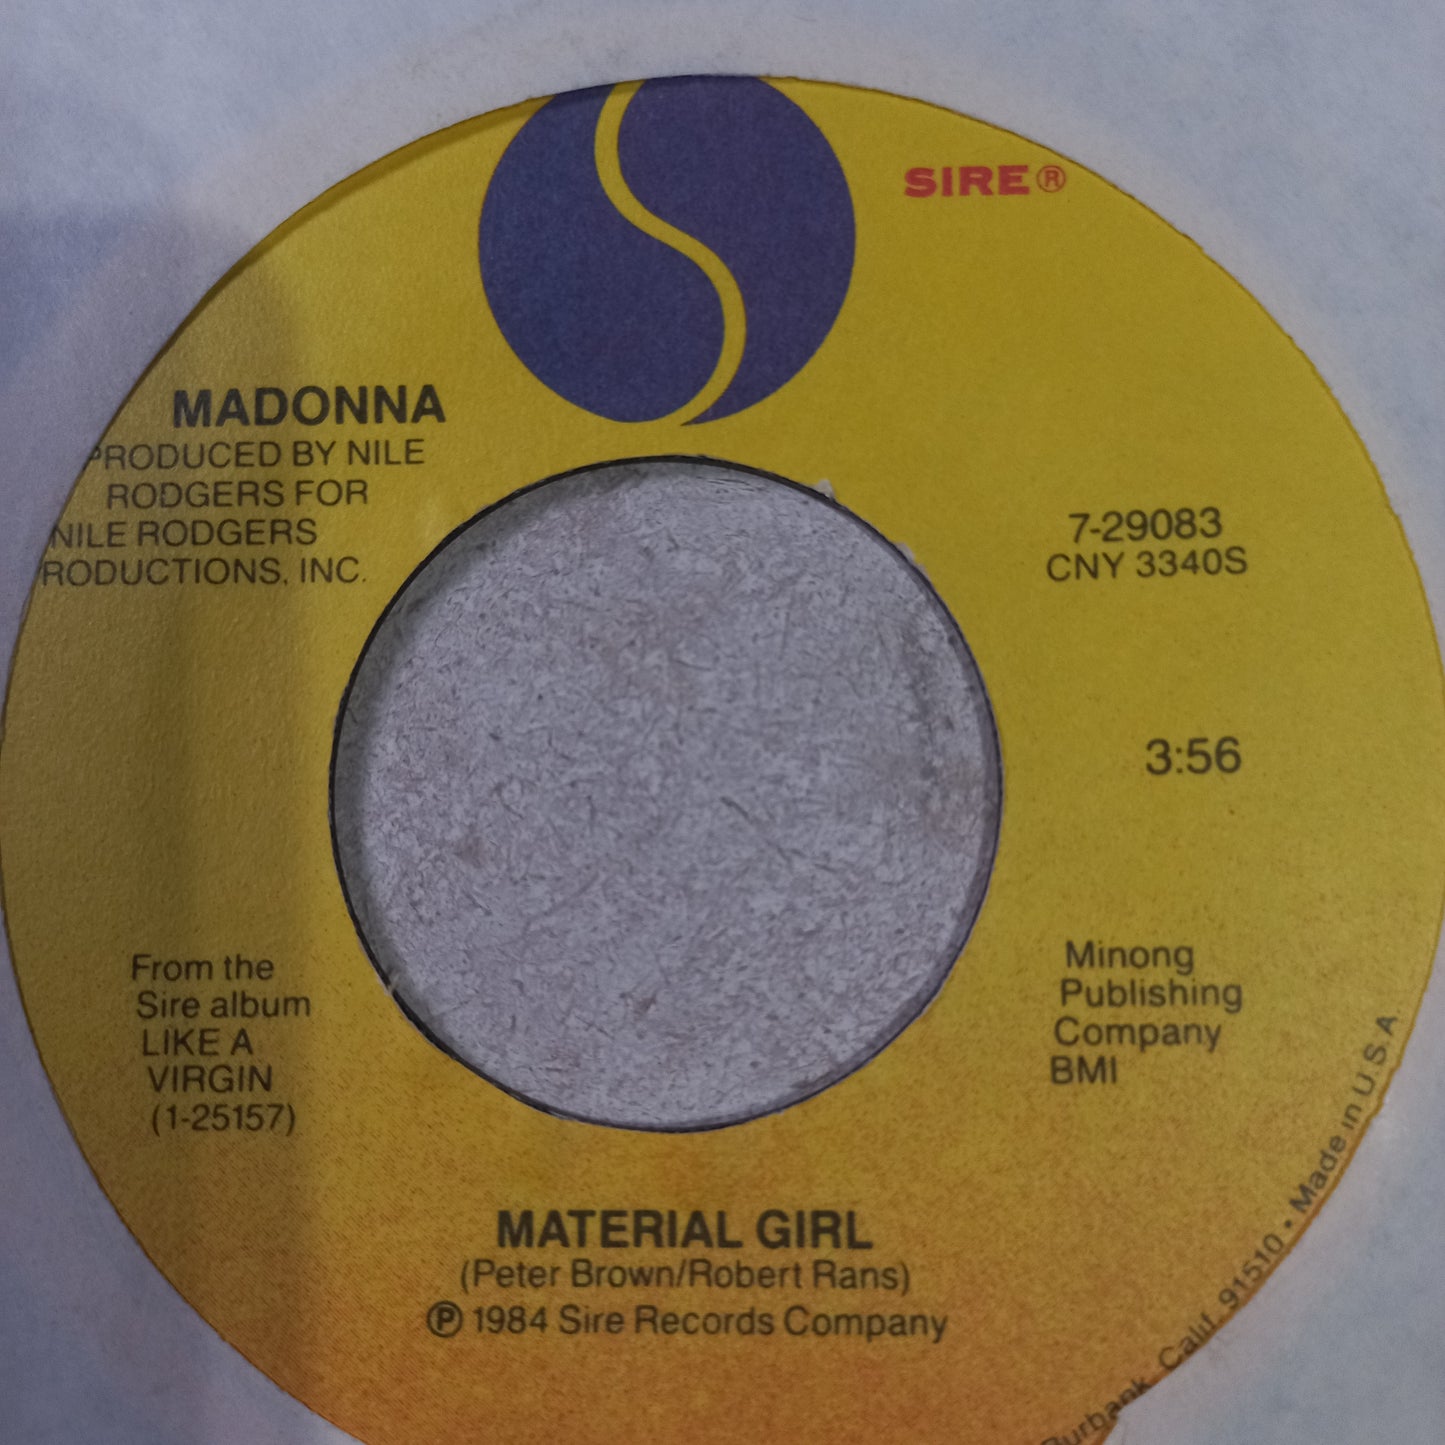 SIRE®
MADONNA
PRODUCED BY NILE
RODGERS FOR
NILE RODGERS
RODUCTIONS, INC.
7-29083
CNY 3340S
3:56
From the
Sire album
LIKE A
VIRGIN
(1-25157)
Minong
Publishing
Company
BMI
MATERIAL GIRL
(Peter Brown/Robert Rans)
℗ 1984 Sire Records Company
Burbank, Calif. 91510 • Made in U.S.A.